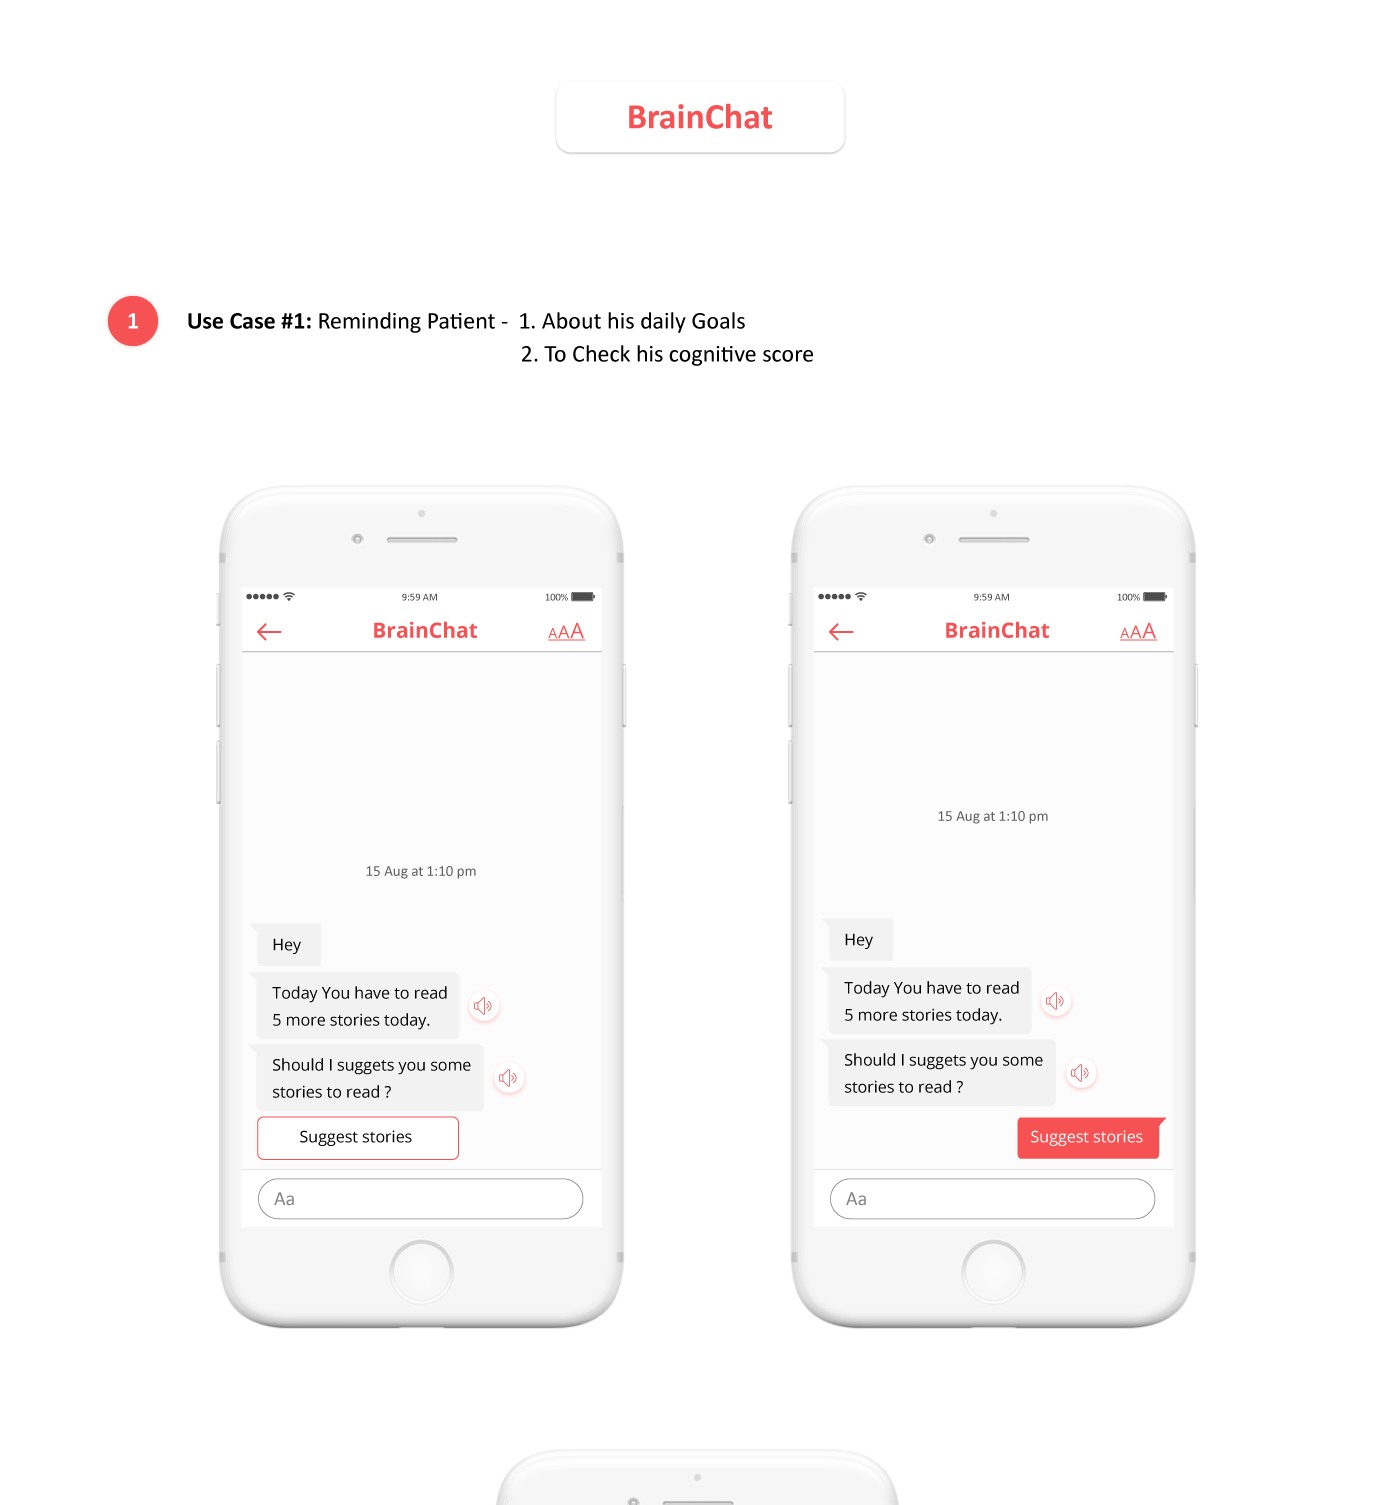 BrainChat
1
Use Case #1: Reminding Patient - 1. About his daily Goals
2. To Check his cognitive score
9:59 AM
100%
BrainChat
AAA
15 Aug at 1:10 pm
Hey
Today You have to read
5 more stories today.
Should I suggets you some
stories to read ?
Suggest stories
Aa
9:59 AM
100%
BrainChat
AAA
15 Aug at 1:10 pm
Hey
Today You have to read
5 more stories today.
Should I suggets you some
stories to read ?
Suggest stories
Aa